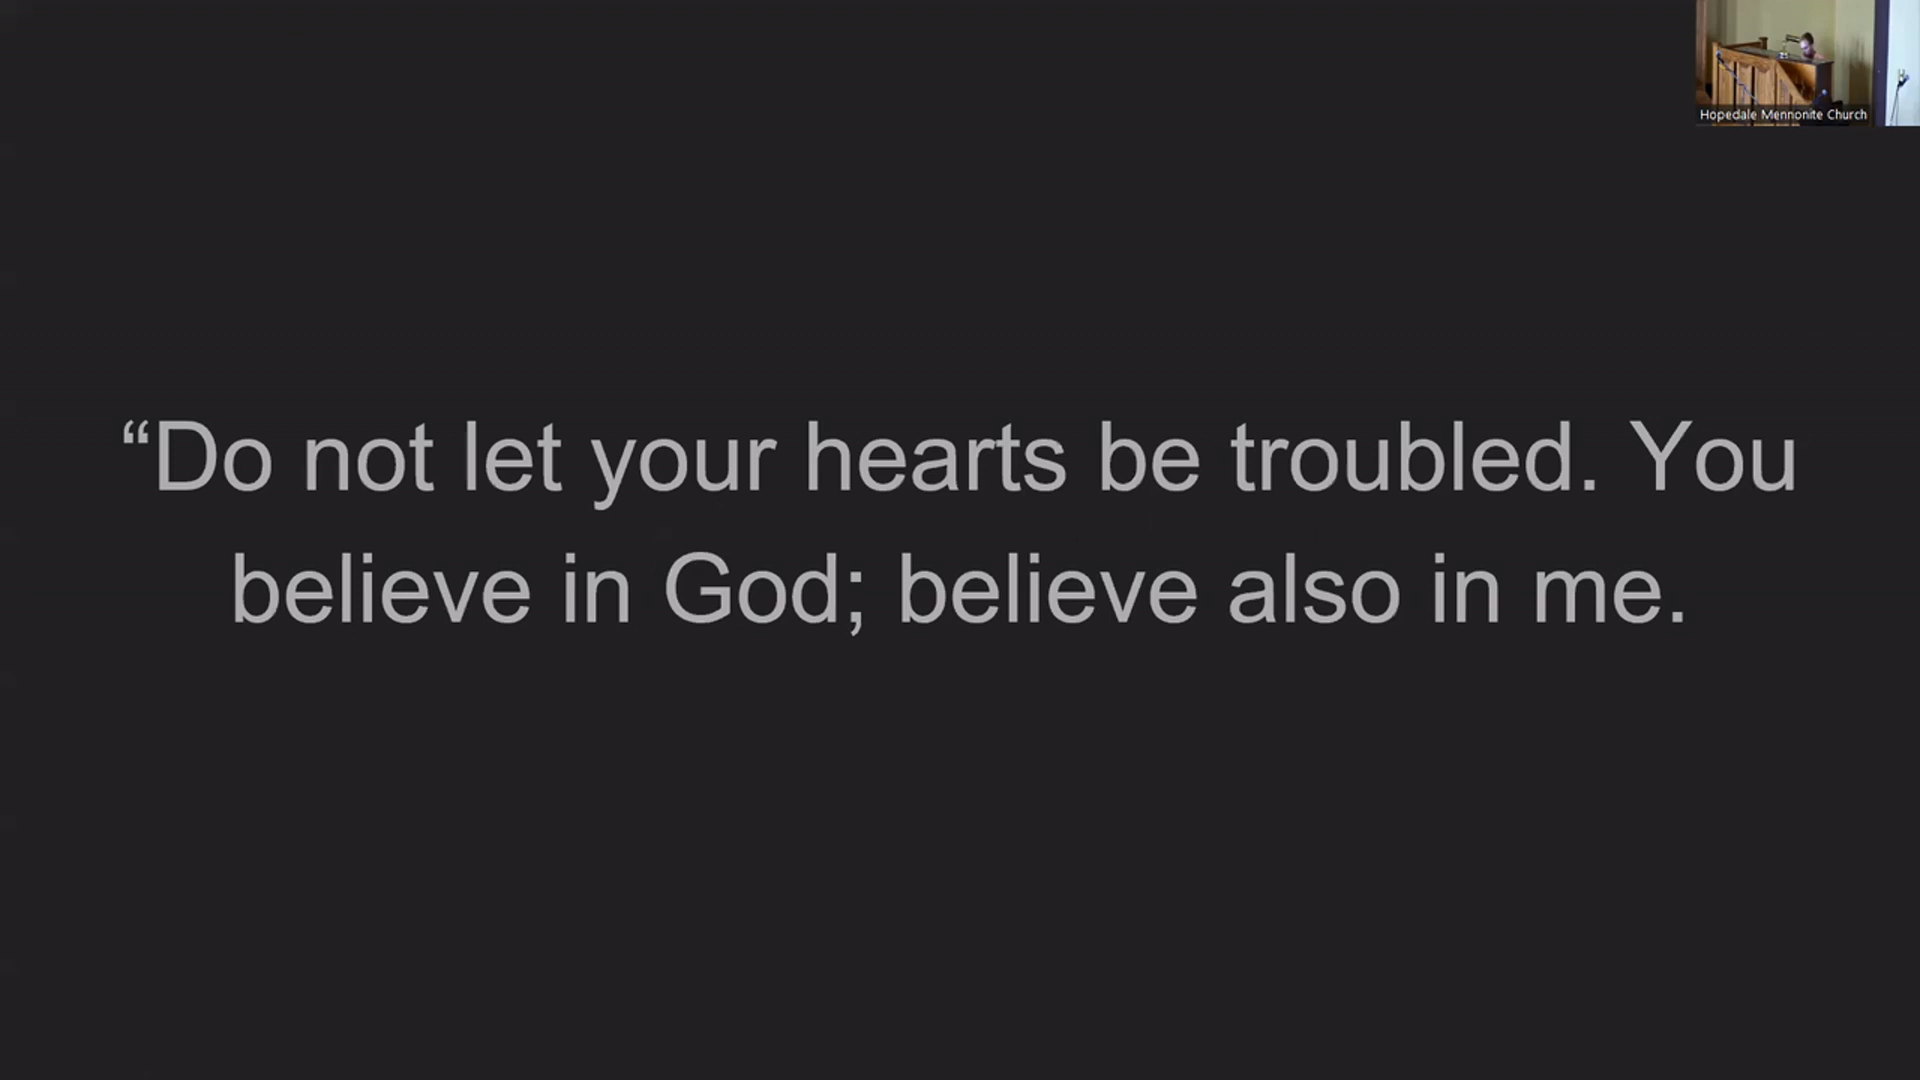 Hopedale Mennonite Church
“Do not let your hearts be troubled. You
believe in God; believe also in me.